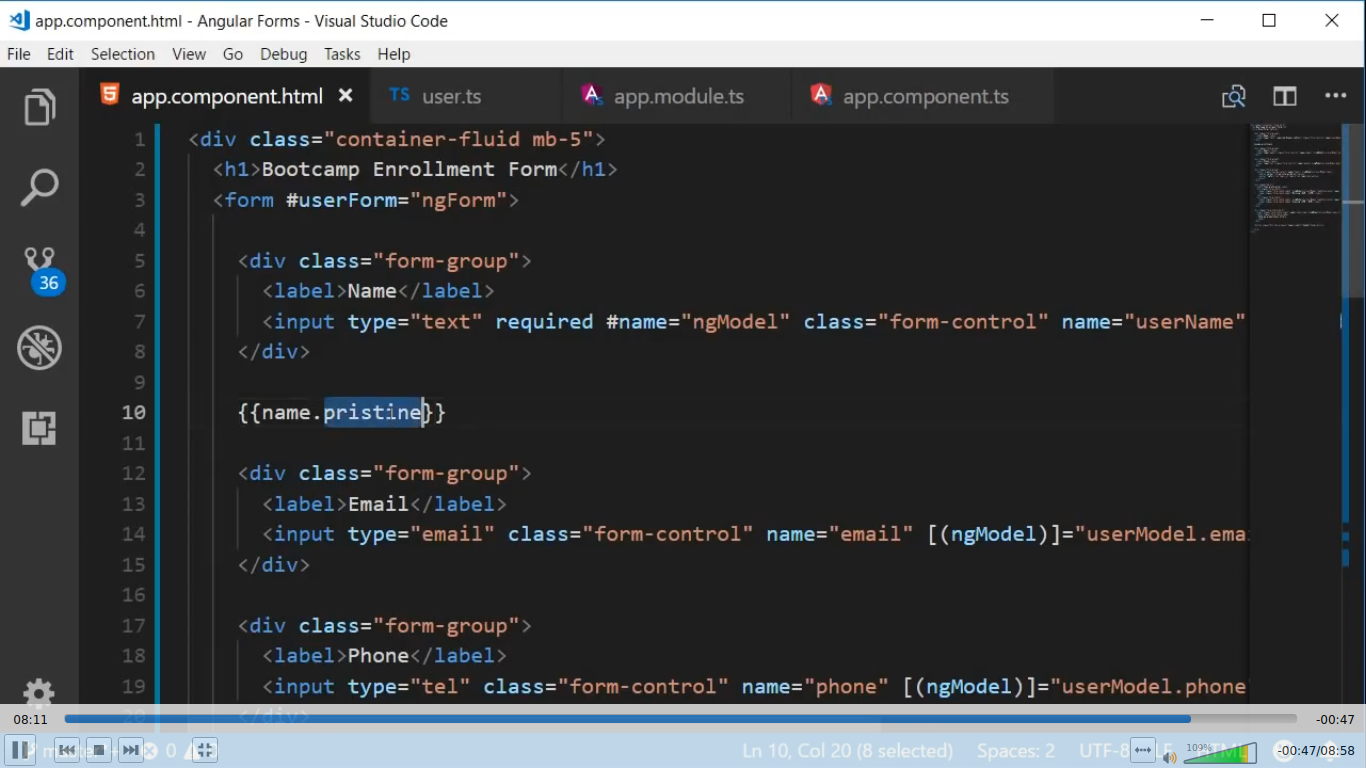 app.component.html - Angular Forms - Visual Studio Code
File Edit Selection View Go Debug Tasks Help
app.component.html TS user.ts app.module.ts app.component.ts
1 <div class="container-fluid mb-5">
2 <h1>Bootcamp Enrollment Form</h1>
3 <form #userForm="ngForm">
4
5 <div class="form-group">
6 <label>Name</label>
7 <input type="text" required #name="ngModel" class="form-control" name="userName"
8 </div>
9
10 {{name.pristine}}
11
12 <div class="form-group">
13 <label>Email</label>
14 <input type="email" class="form-control" name="email" [(ngModel)]="userModel.emai
15 </div>
16
17 <div class="form-group">
18 <label>Phone</label>
19 <input type="tel" class="form-control" name="phone" [(ngModel)]="userModel.phone
20 </div>
36
08:11 -00:47
0 Ln 10, Col 20 (8 selected) Spaces: 2 UTF-8 HTML 109% -00:47/08:58